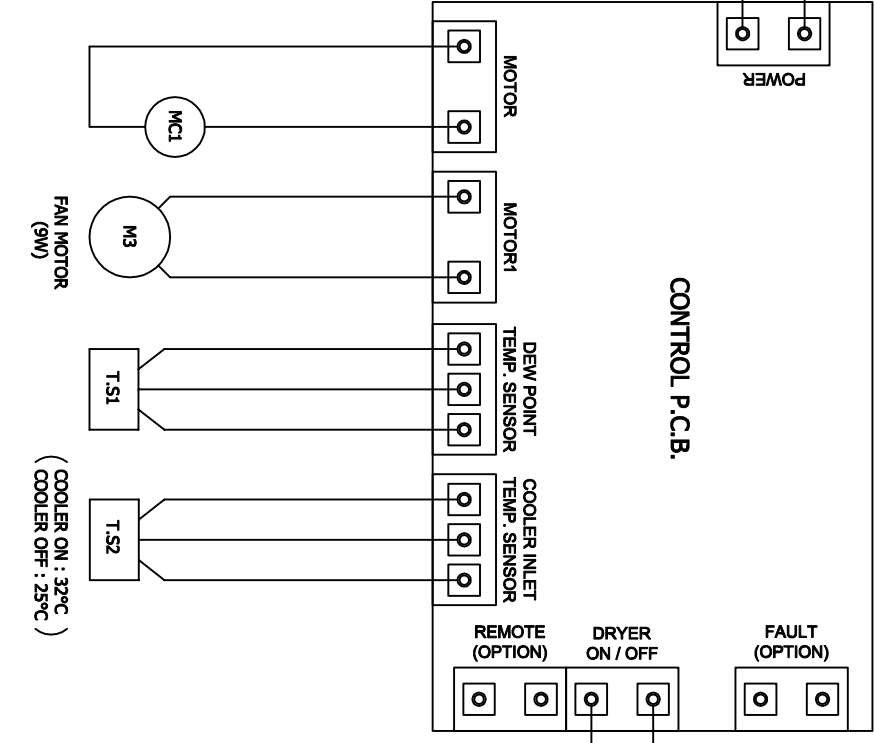 POWER
MOTOR
MC1
MOTOR1
M3
FAN MOTOR
(9W)
CONTROL P.C.B.
DEW POINT
TEMP. SENSOR
T.S1
COOLER INLET
TEMP. SENSOR
T.S2
(COOLER ON : 32°C
COOLER OFF : 25°C)
REMOTE
(OPTION)
DRYER
ON / OFF
FAULT
(OPTION)